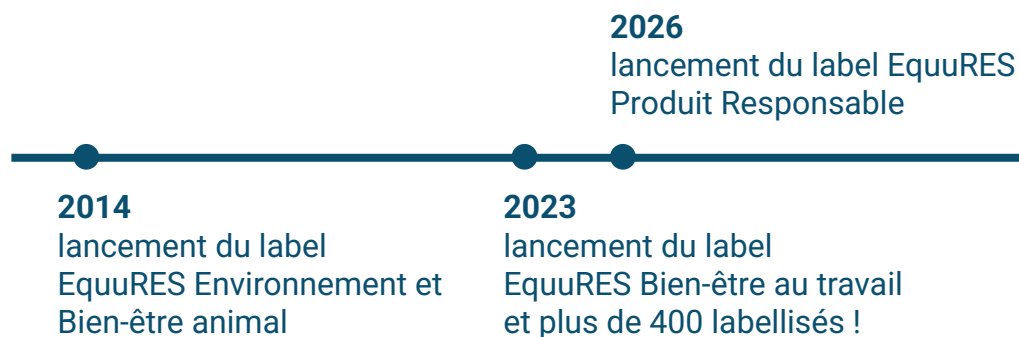 2026
lancement du label EquuRES
Produit Responsable
2014
lancement du label
EquuRES Environnement et
Bien-être animal
2023
lancement du label
EquuRES Bien-être au travail
et plus de 400 labellisés !